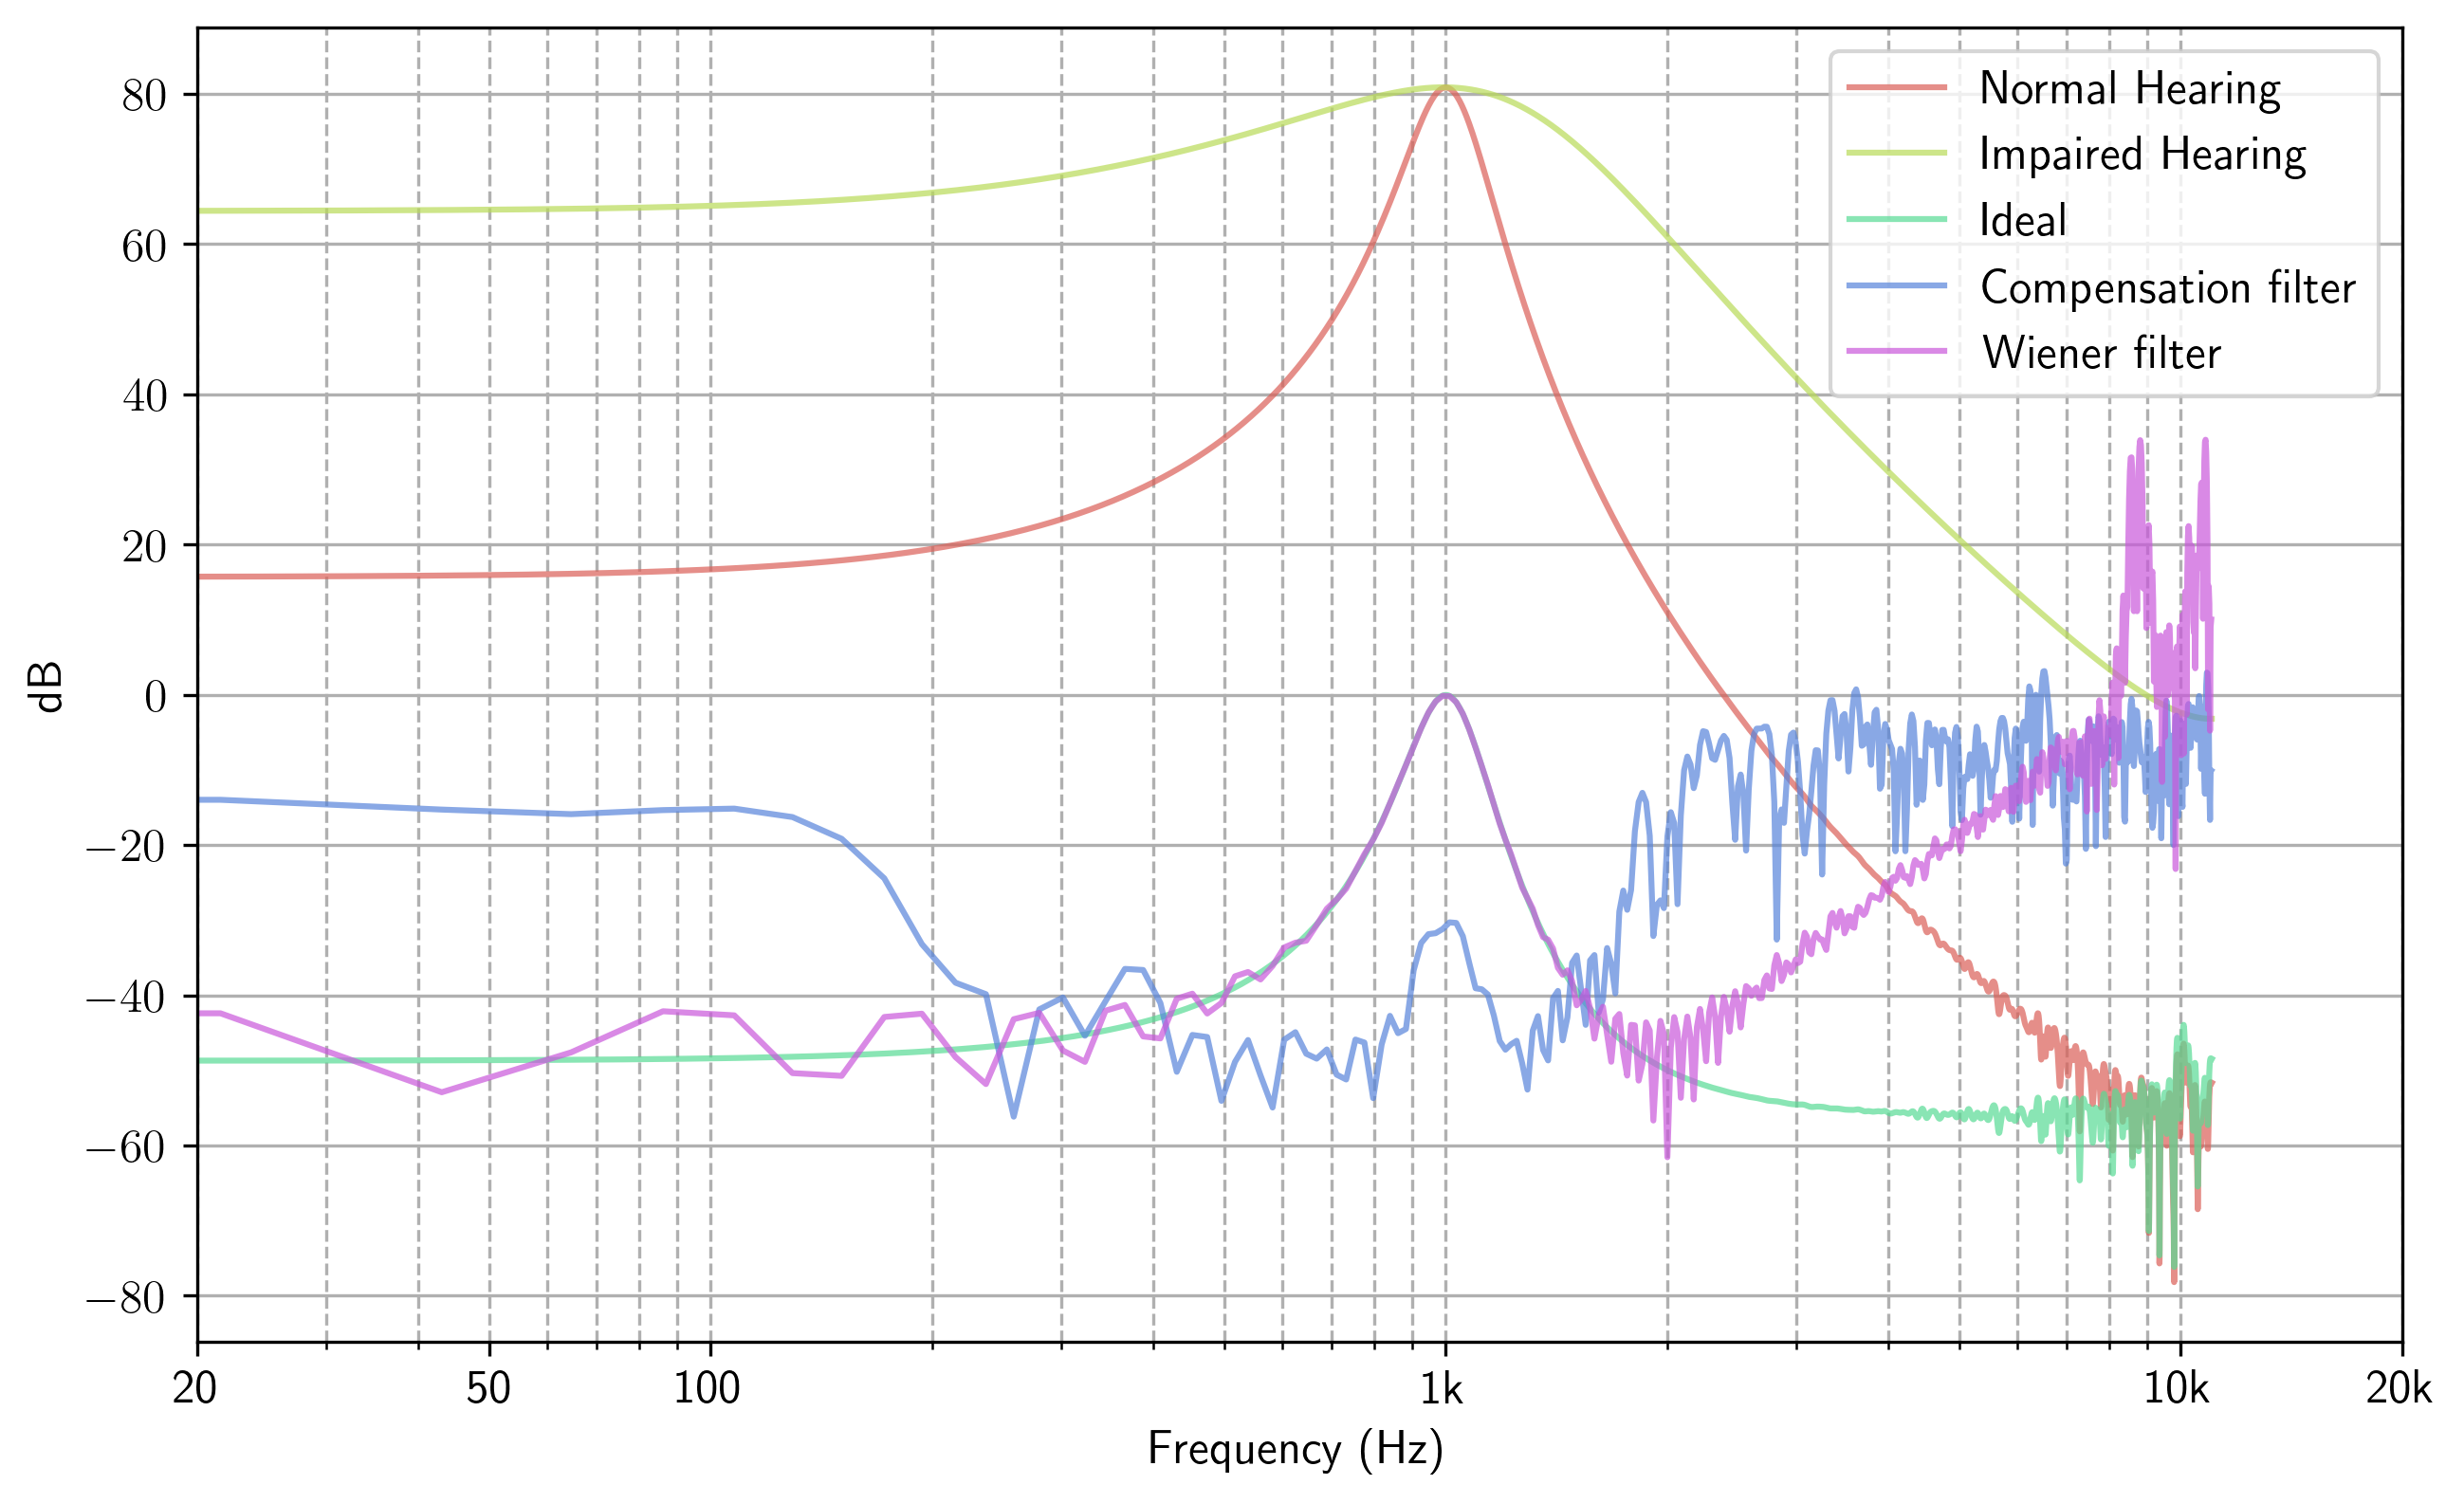 dB
80
60
40
20
0
−20
−40
−60
−80
Normal Hearing
Impaired Hearing
Ideal
Compensation filter
Wiener filter
20 50 100 1k 10k 20k
Frequency (Hz)